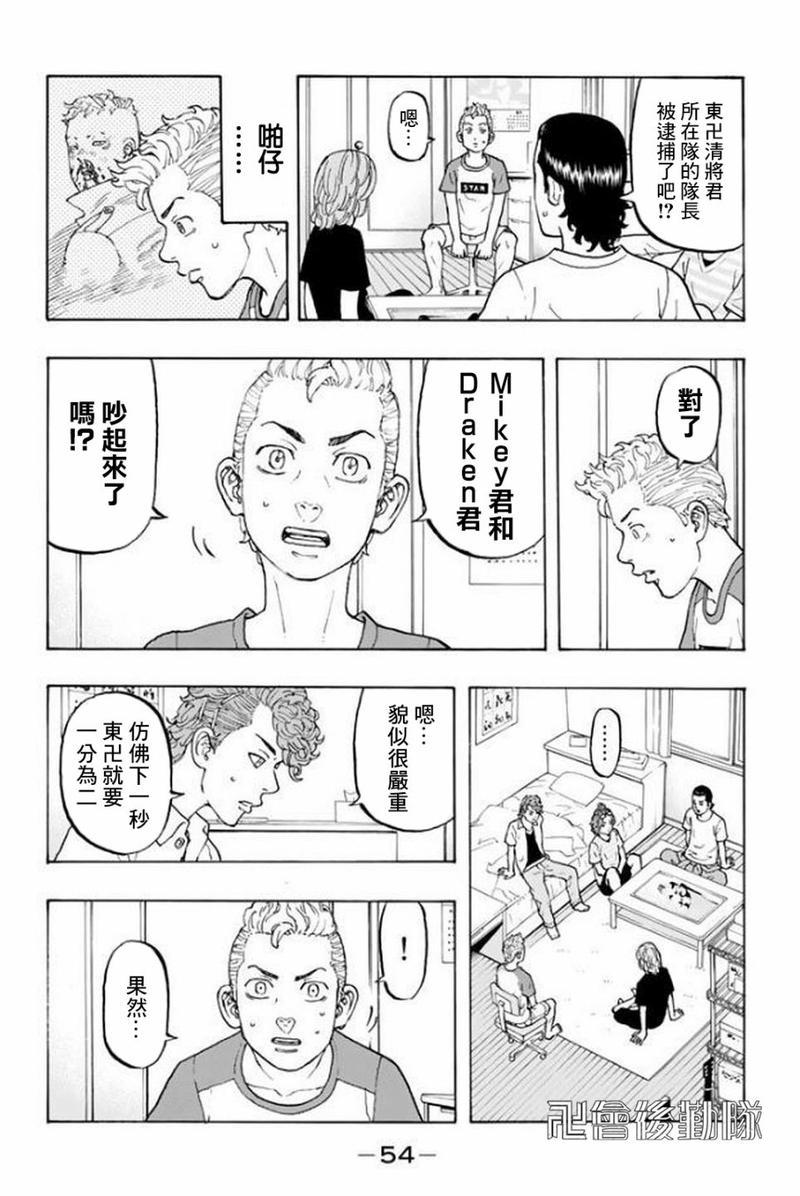 東卍清將君
所在隊的隊長
被逮捕了吧!?
嗯…
STAR
啪仔
……
對了
Mikey君和
Draken君
吵起來了
嗎!?
……
嗯…
貌似很嚴重
仿佛下一秒
東卍就要
一分為二
!
果然…
卍會後勤隊
-54-